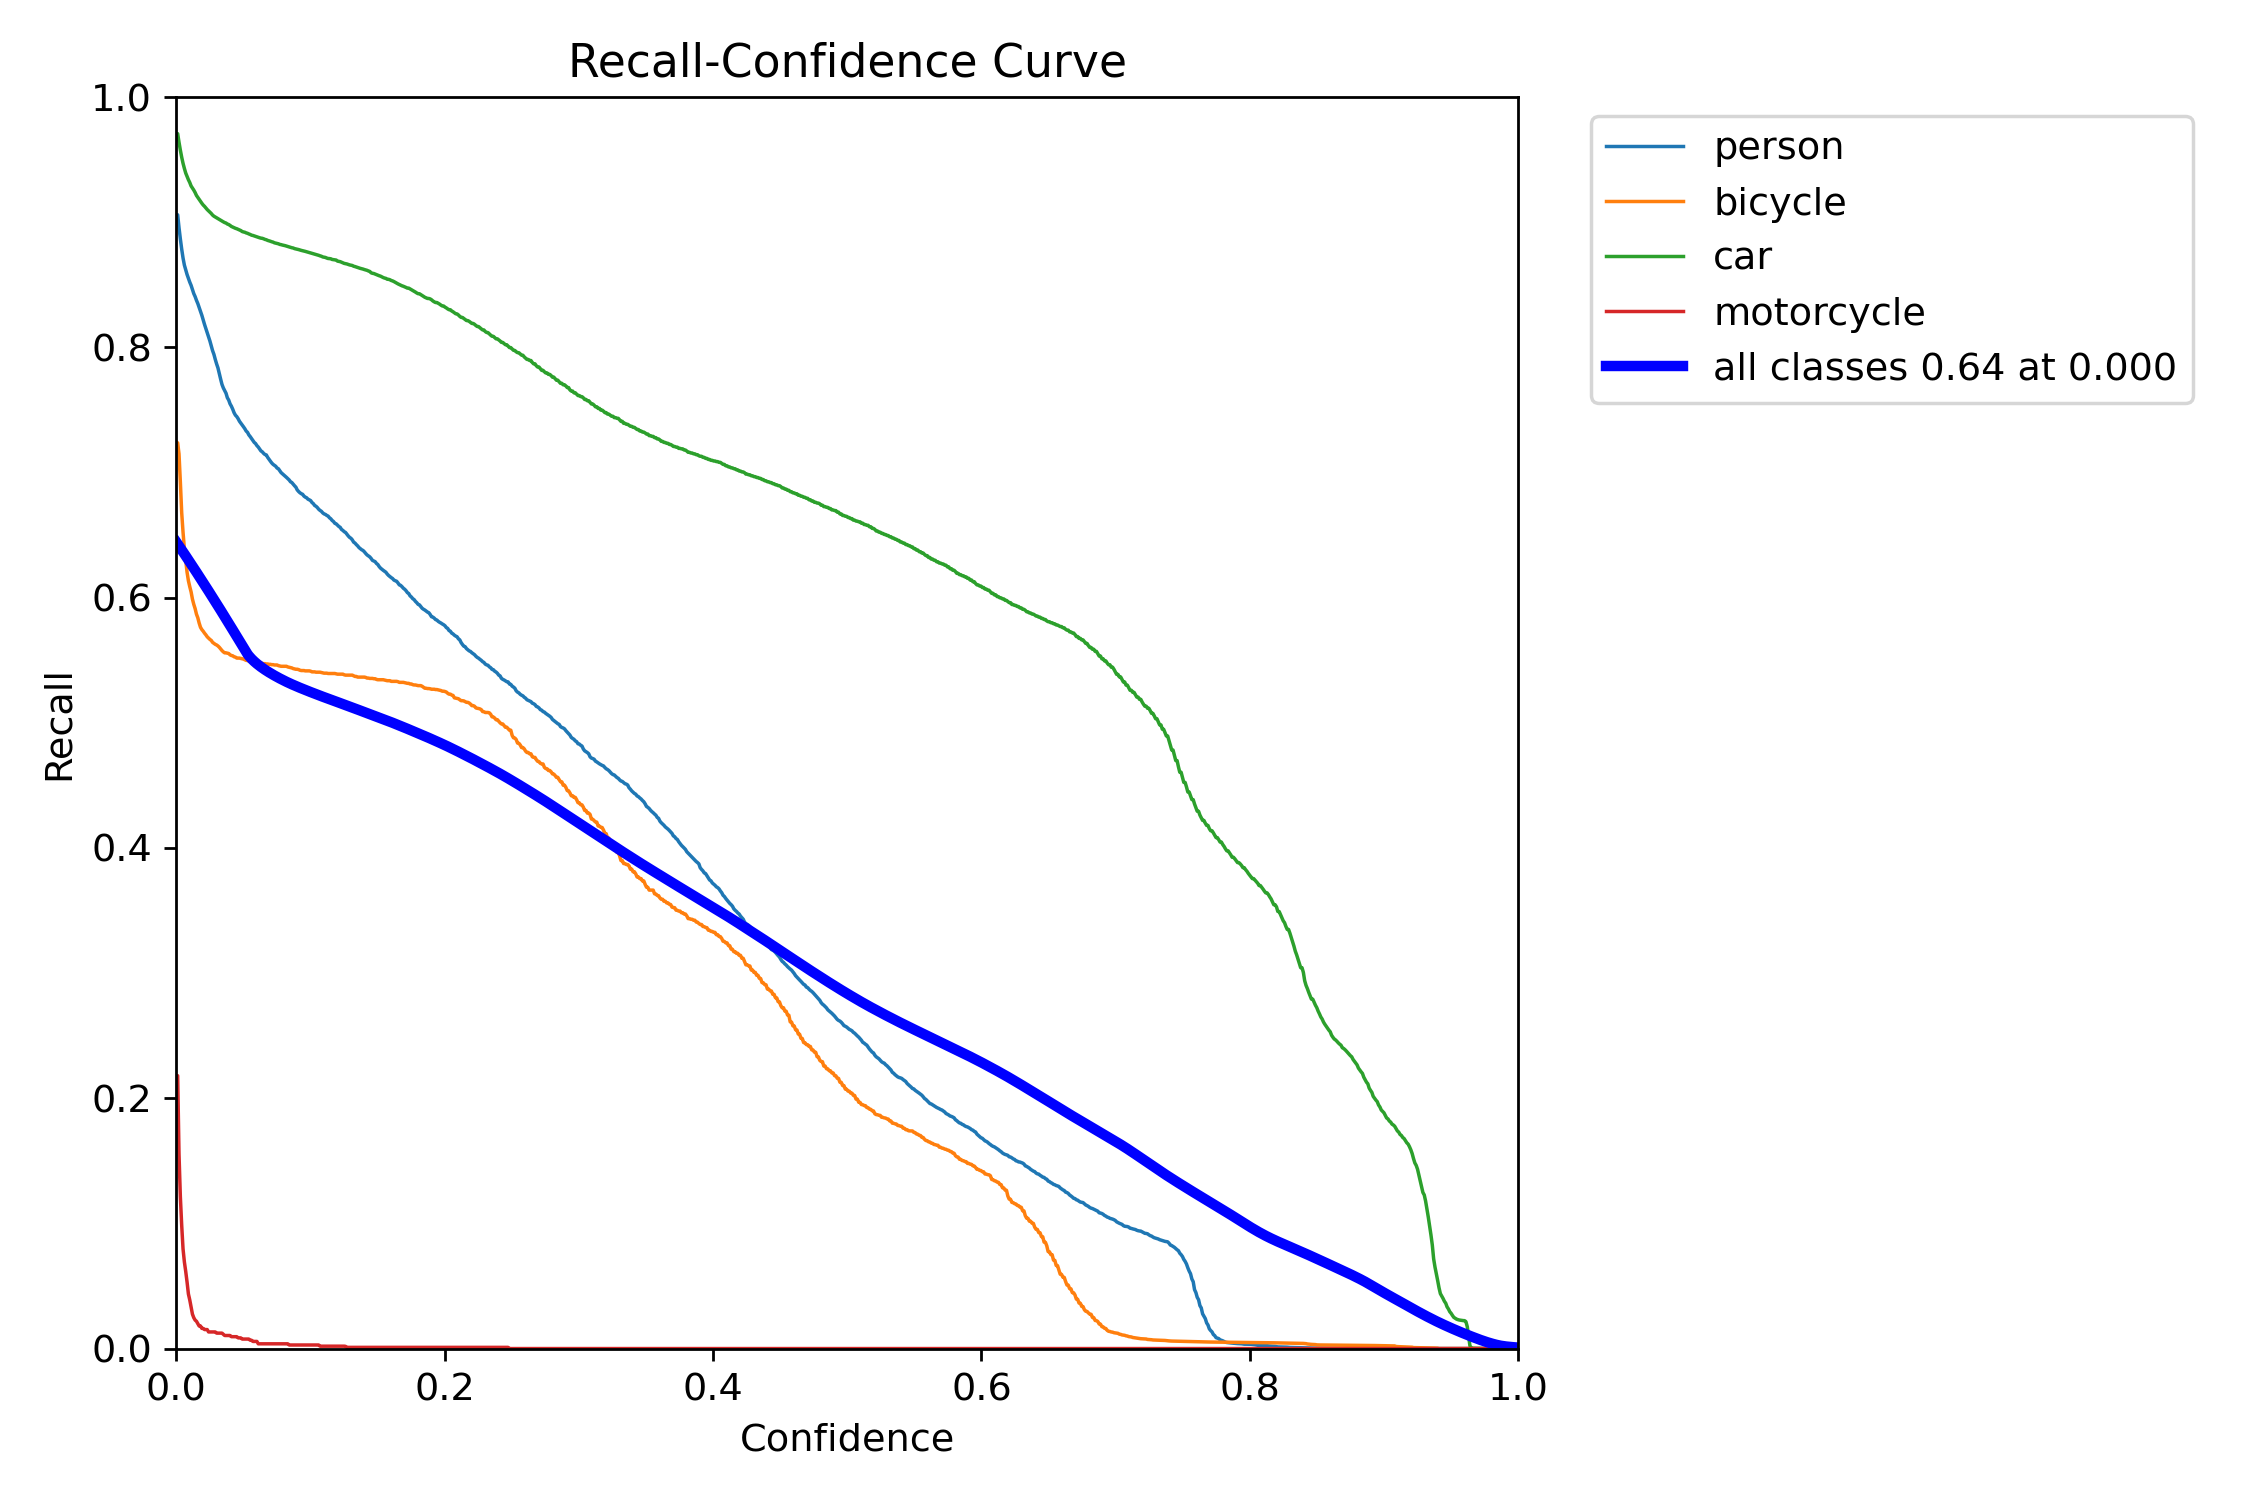 Recall-Confidence Curve
1.0
0.8
0.6
0.4
0.2
0.0
Recall
0.0 0.2 0.4 0.6 0.8 1.0
Confidence
person
bicycle
car
motorcycle
all classes 0.64 at 0.000